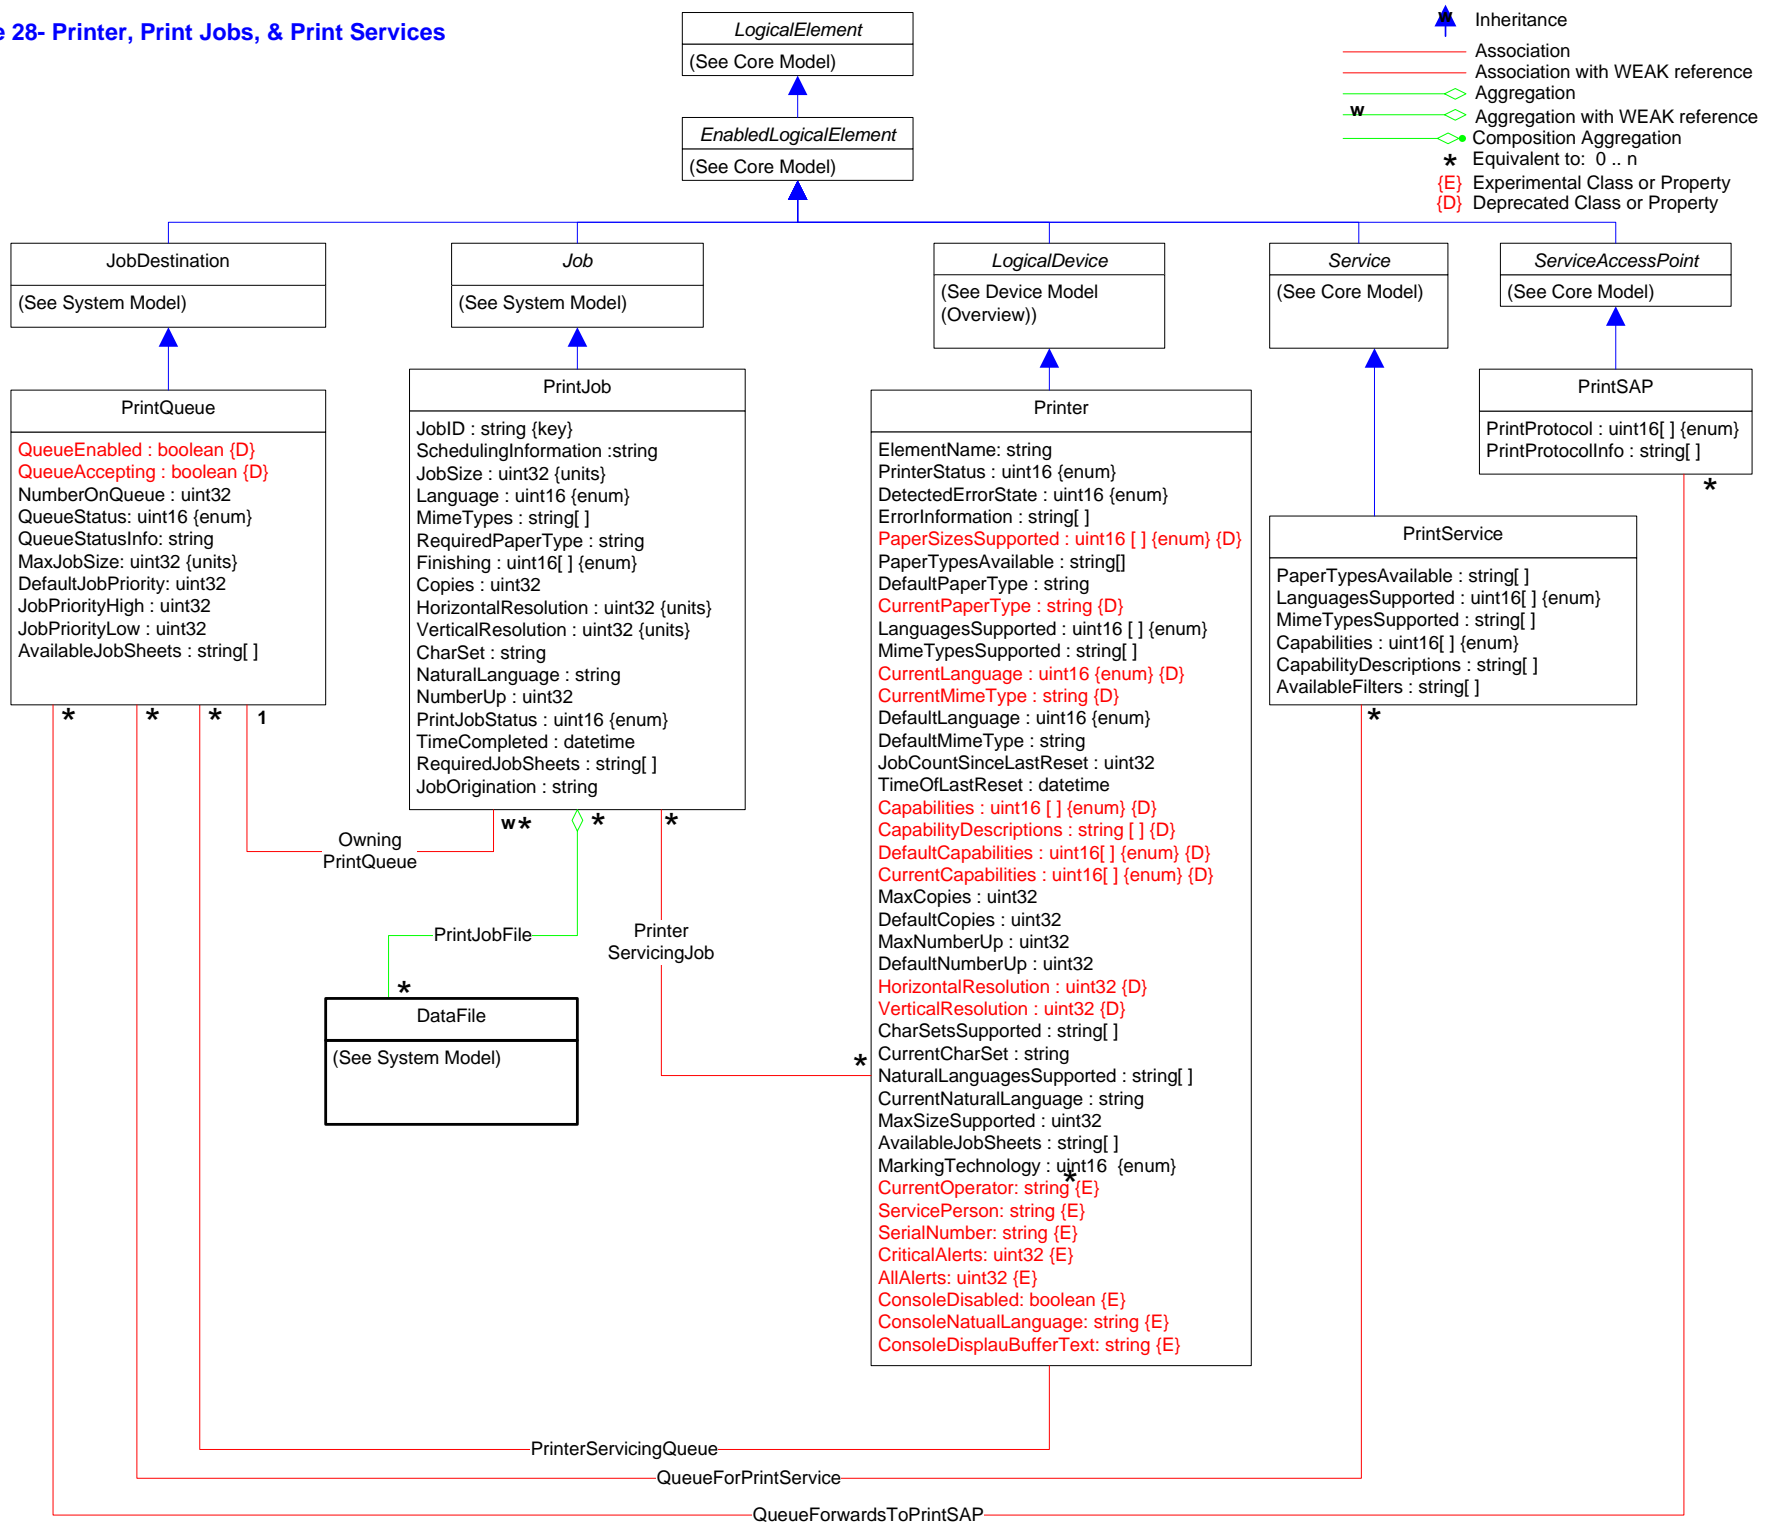 e 28- Printer, Print Jobs, & Print Services
LogicalElement
(See Core Model)
EnabledLogicalElement
(See Core Model)
w
Inheritance
Association
Association with WEAK reference
Aggregation
w
Aggregation with WEAK reference
Composition Aggregation
* Equivalent to: 0 .. n
{E} Experimental Class or Property
{D} Deprecated Class or Property
JobDestination
(See System Model)
Job
(See System Model)
LogicalDevice
(See Device Model
(Overview))
Service
(See Core Model)
ServiceAccessPoint
(See Core Model)
PrintQueue
QueueEnabled : boolean {D}
QueueAccepting : boolean {D}
NumberOnQueue : uint32
QueueStatus: uint16 {enum}
QueueStatusInfo: string
MaxJobSize: uint32 {units}
DefaultJobPriority: uint32
JobPriorityHigh : uint32
JobPriorityLow : uint32
AvailableJobSheets : string[ ]
* * * 1
PrintJob
JobID : string {key}
SchedulingInformation :string
JobSize : uint32 {units}
Language : uint16 {enum}
MimeTypes : string[ ]
RequiredPaperType : string
Finishing : uint16[ ] {enum}
Copies : uint32
HorizontalResolution : uint32 {units}
VerticalResolution : uint32 {units}
CharSet : string
NaturalLanguage : string
NumberUp : uint32
PrintJobStatus : uint16 {enum}
TimeCompleted : datetime
RequiredJobSheets : string[ ]
JobOrigination : string
w * * *
Printer
ElementName: string
PrinterStatus : uint16 {enum}
DetectedErrorState : uint16 {enum}
ErrorInformation : string[ ]
PaperSizesSupported : uint16 [ ] {enum} {D}
PaperTypesAvailable : string[]
DefaultPaperType : string
CurrentPaperType : string {D}
LanguagesSupported : uint16 [ ] {enum}
MimeTypesSupported : string[ ]
CurrentLanguage : uint16 {enum} {D}
CurrentMimeType : string {D}
DefaultLanguage : uint16 {enum}
DefaultMimeType : string
JobCountSinceLastReset : uint32
TimeOfLastReset : datetime
Capabilities : uint16 [ ] {enum} {D}
CapabilityDescriptions : string [ ] {D}
DefaultCapabilities : uint16[ ] {enum} {D}
CurrentCapabilities : uint16[ ] {enum} {D}
MaxCopies : uint32
DefaultCopies : uint32
MaxNumberUp : uint32
DefaultNumberUp : uint32
HorizontalResolution : uint32 {D}
VerticalResolution : uint32 {D}
CharSetsSupported : string[ ]
CurrentCharSet : string
NaturalLanguagesSupported : string[ ]
CurrentNaturalLanguage : string
MaxSizeSupported : uint32
AvailableJobSheets : string[ ]
MarkingTechnology : uint16 {enum}
*
CurrentOperator: string {E}
ServicePerson: string {E}
SerialNumber: string {E}
CriticalAlerts: uint32 {E}
AllAlerts: uint32 {E}
ConsoleDisabled: boolean {E}
ConsoleNatualLanguage: string {E}
ConsoleDisplauBufferText: string {E}
PrintService
PaperTypesAvailable : string[ ]
LanguagesSupported : uint16[ ] {enum}
MimeTypesSupported : string[ ]
Capabilities : uint16[ ] {enum}
CapabilityDescriptions : string[ ]
AvailableFilters : string[ ]
*
PrintSAP
PrintProtocol : uint16[ ] {enum}
PrintProtocolInfo : string[ ]
*
Owning
PrintQueue
PrintJobFile
*
Printer
ServicingJob
*
DataFile
(See System Model)
PrinterServicingQueue
QueueForPrintService
QueueForwardsToPrintSAP